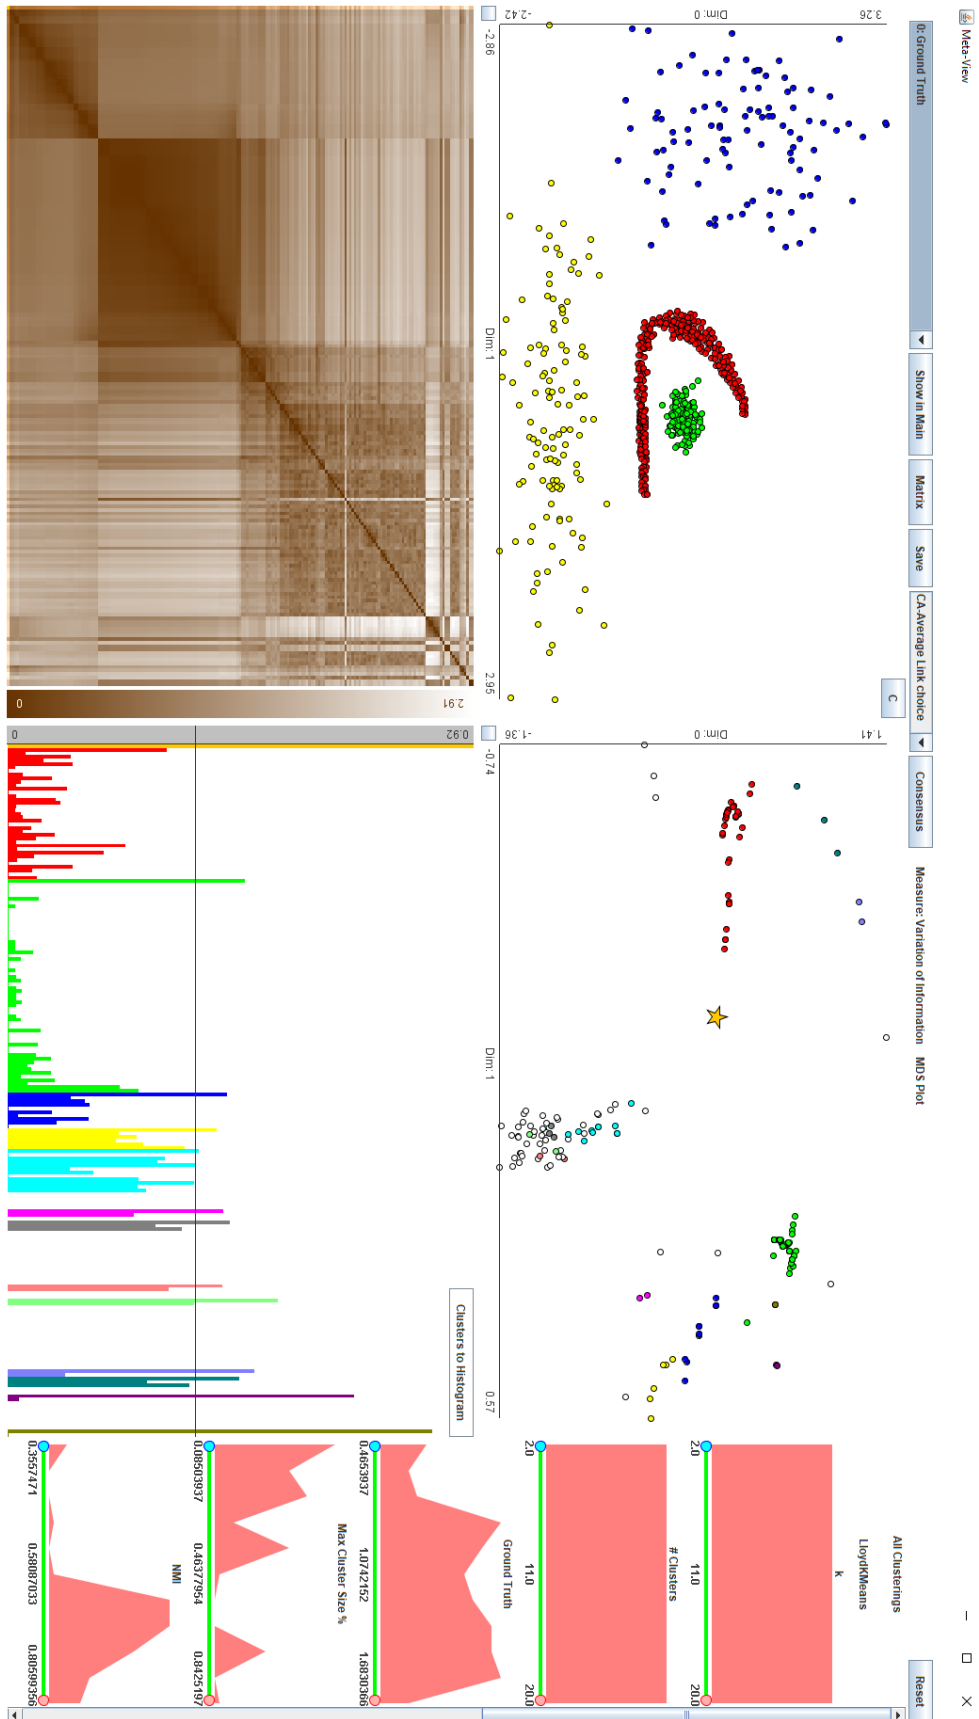 Meta-View
0: Ground Truth
Show in Main
Matrix
Save
CA-Average Link choice
Consensus
Measure: Variation of Information
MDS Plot
Reset
C
3.26
Dim: 0
-2.42
-2.86
Dim: 1
2.95
1.41
Dim: 0
-1.36
-0.74
Dim: 1
0.57
2.91
0
0.92
0
Clusters to Histogram
All Clusterings
LloydKMeans
k
2.0
11.0
20.0
# Clusters
2.0
11.0
20.0
Ground Truth
0.4653937
1.0742152
1.6830366
Max Cluster Size %
0.08503937
0.46377954
0.8425197
NMI
0.3557471
0.58087033
0.80599356